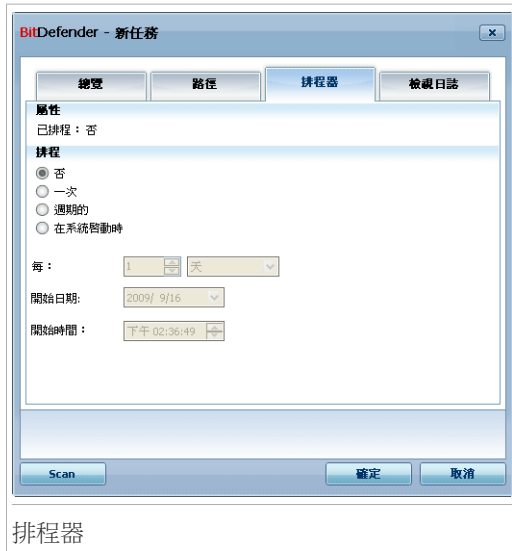 BitDefender - 新任務
總覽 路徑 排程器 檢視日誌
屬性
已排程：否
排程
否
一次
週期的
在系統啓動時
每： 1 天
開始日期: 2009/ 9/16
開始時間： 下午 02:36:49
Scan 確定 取消
排程器